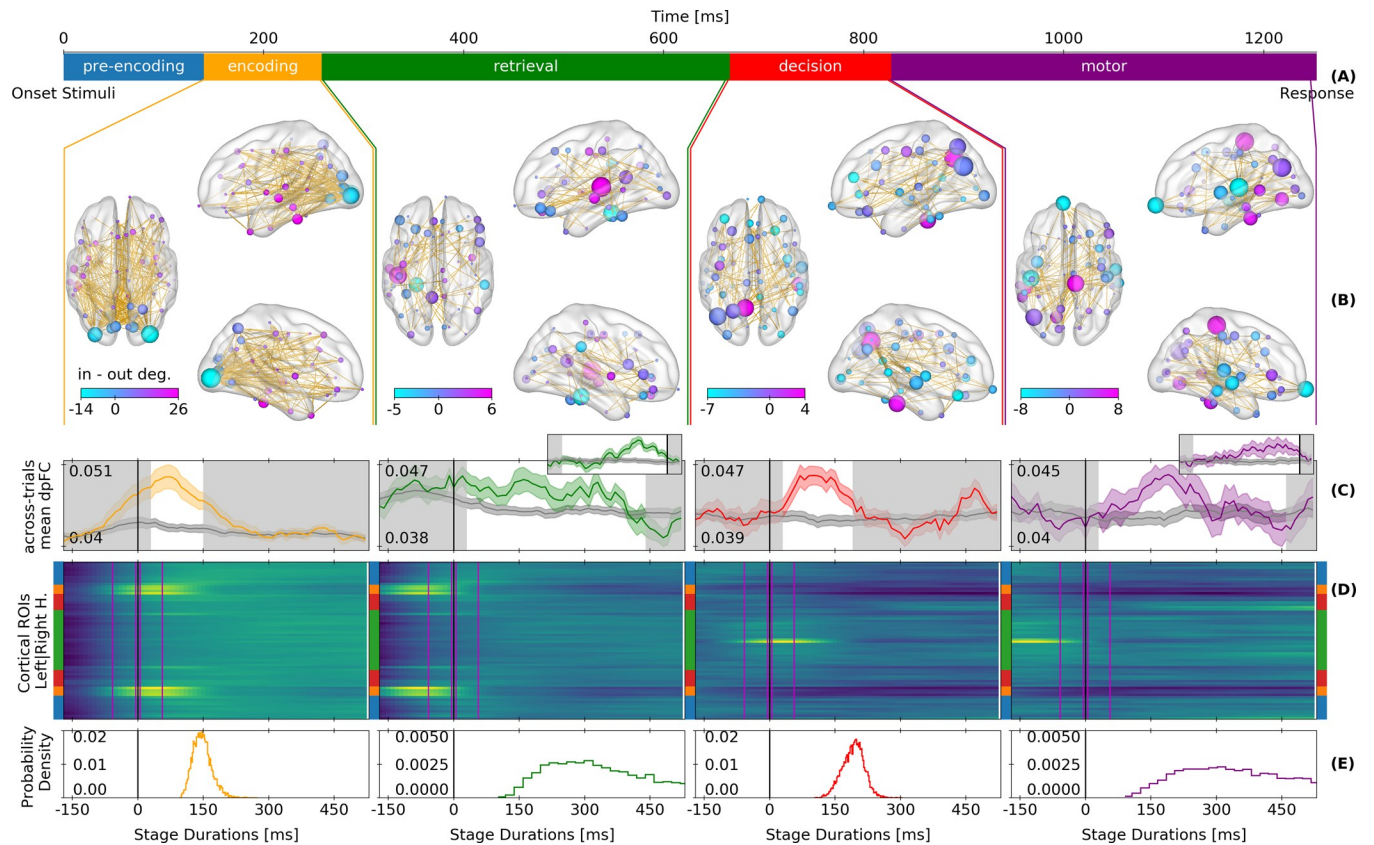 Time [ms]
0 200 400 600 800 1000 1200
pre-encoding encoding retrieval decision motor
(A)
Onset Stimuli Response
(B)
in - out deg.
-14 0 26 -5 0 6 -7 0 4 -8 0 8
across-trials
mean dpFC
0.051 0.047 0.047 0.045
(C)
0.04 0.038 0.039 0.04
Cortical ROIs
Left|Right H.
(D)
Probability
Density
0.02 0.0050 0.02 0.0050
0.01 0.0025 0.01 0.0025
(E)
0.00 0.0000 0.00 0.0000
-150 0 150 300 450 -150 0 150 300 450 -150 0 150 300 450 -150 0 150 300 450
Stage Durations [ms] Stage Durations [ms] Stage Durations [ms] Stage Durations [ms]